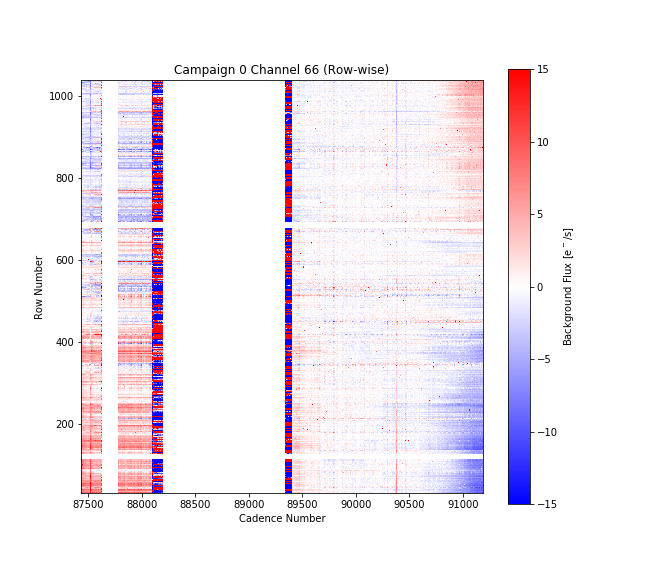 Campaign 0 Channel 66 (Row-wise)
1000
800
600
400
200
Row Number
87500 88000 88500 89000 89500 90000 90500 91000
Cadence Number
15
10
5
0
−5
−10
−15
Background Flux [e⁻/s]